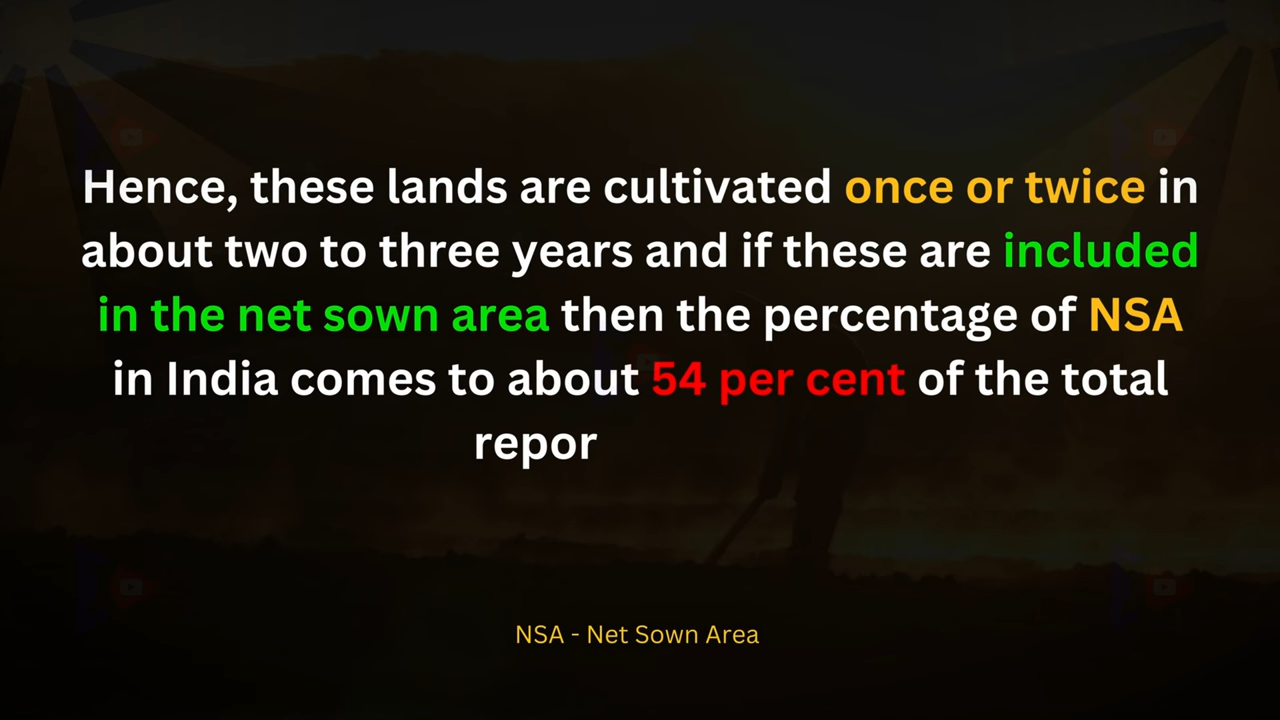 Hence, these lands are cultivated once or twice in
about two to three years and if these are included
in the net sown area then the percentage of NSA
in India comes to about 54 per cent of the total
repor
NSA - Net Sown Area